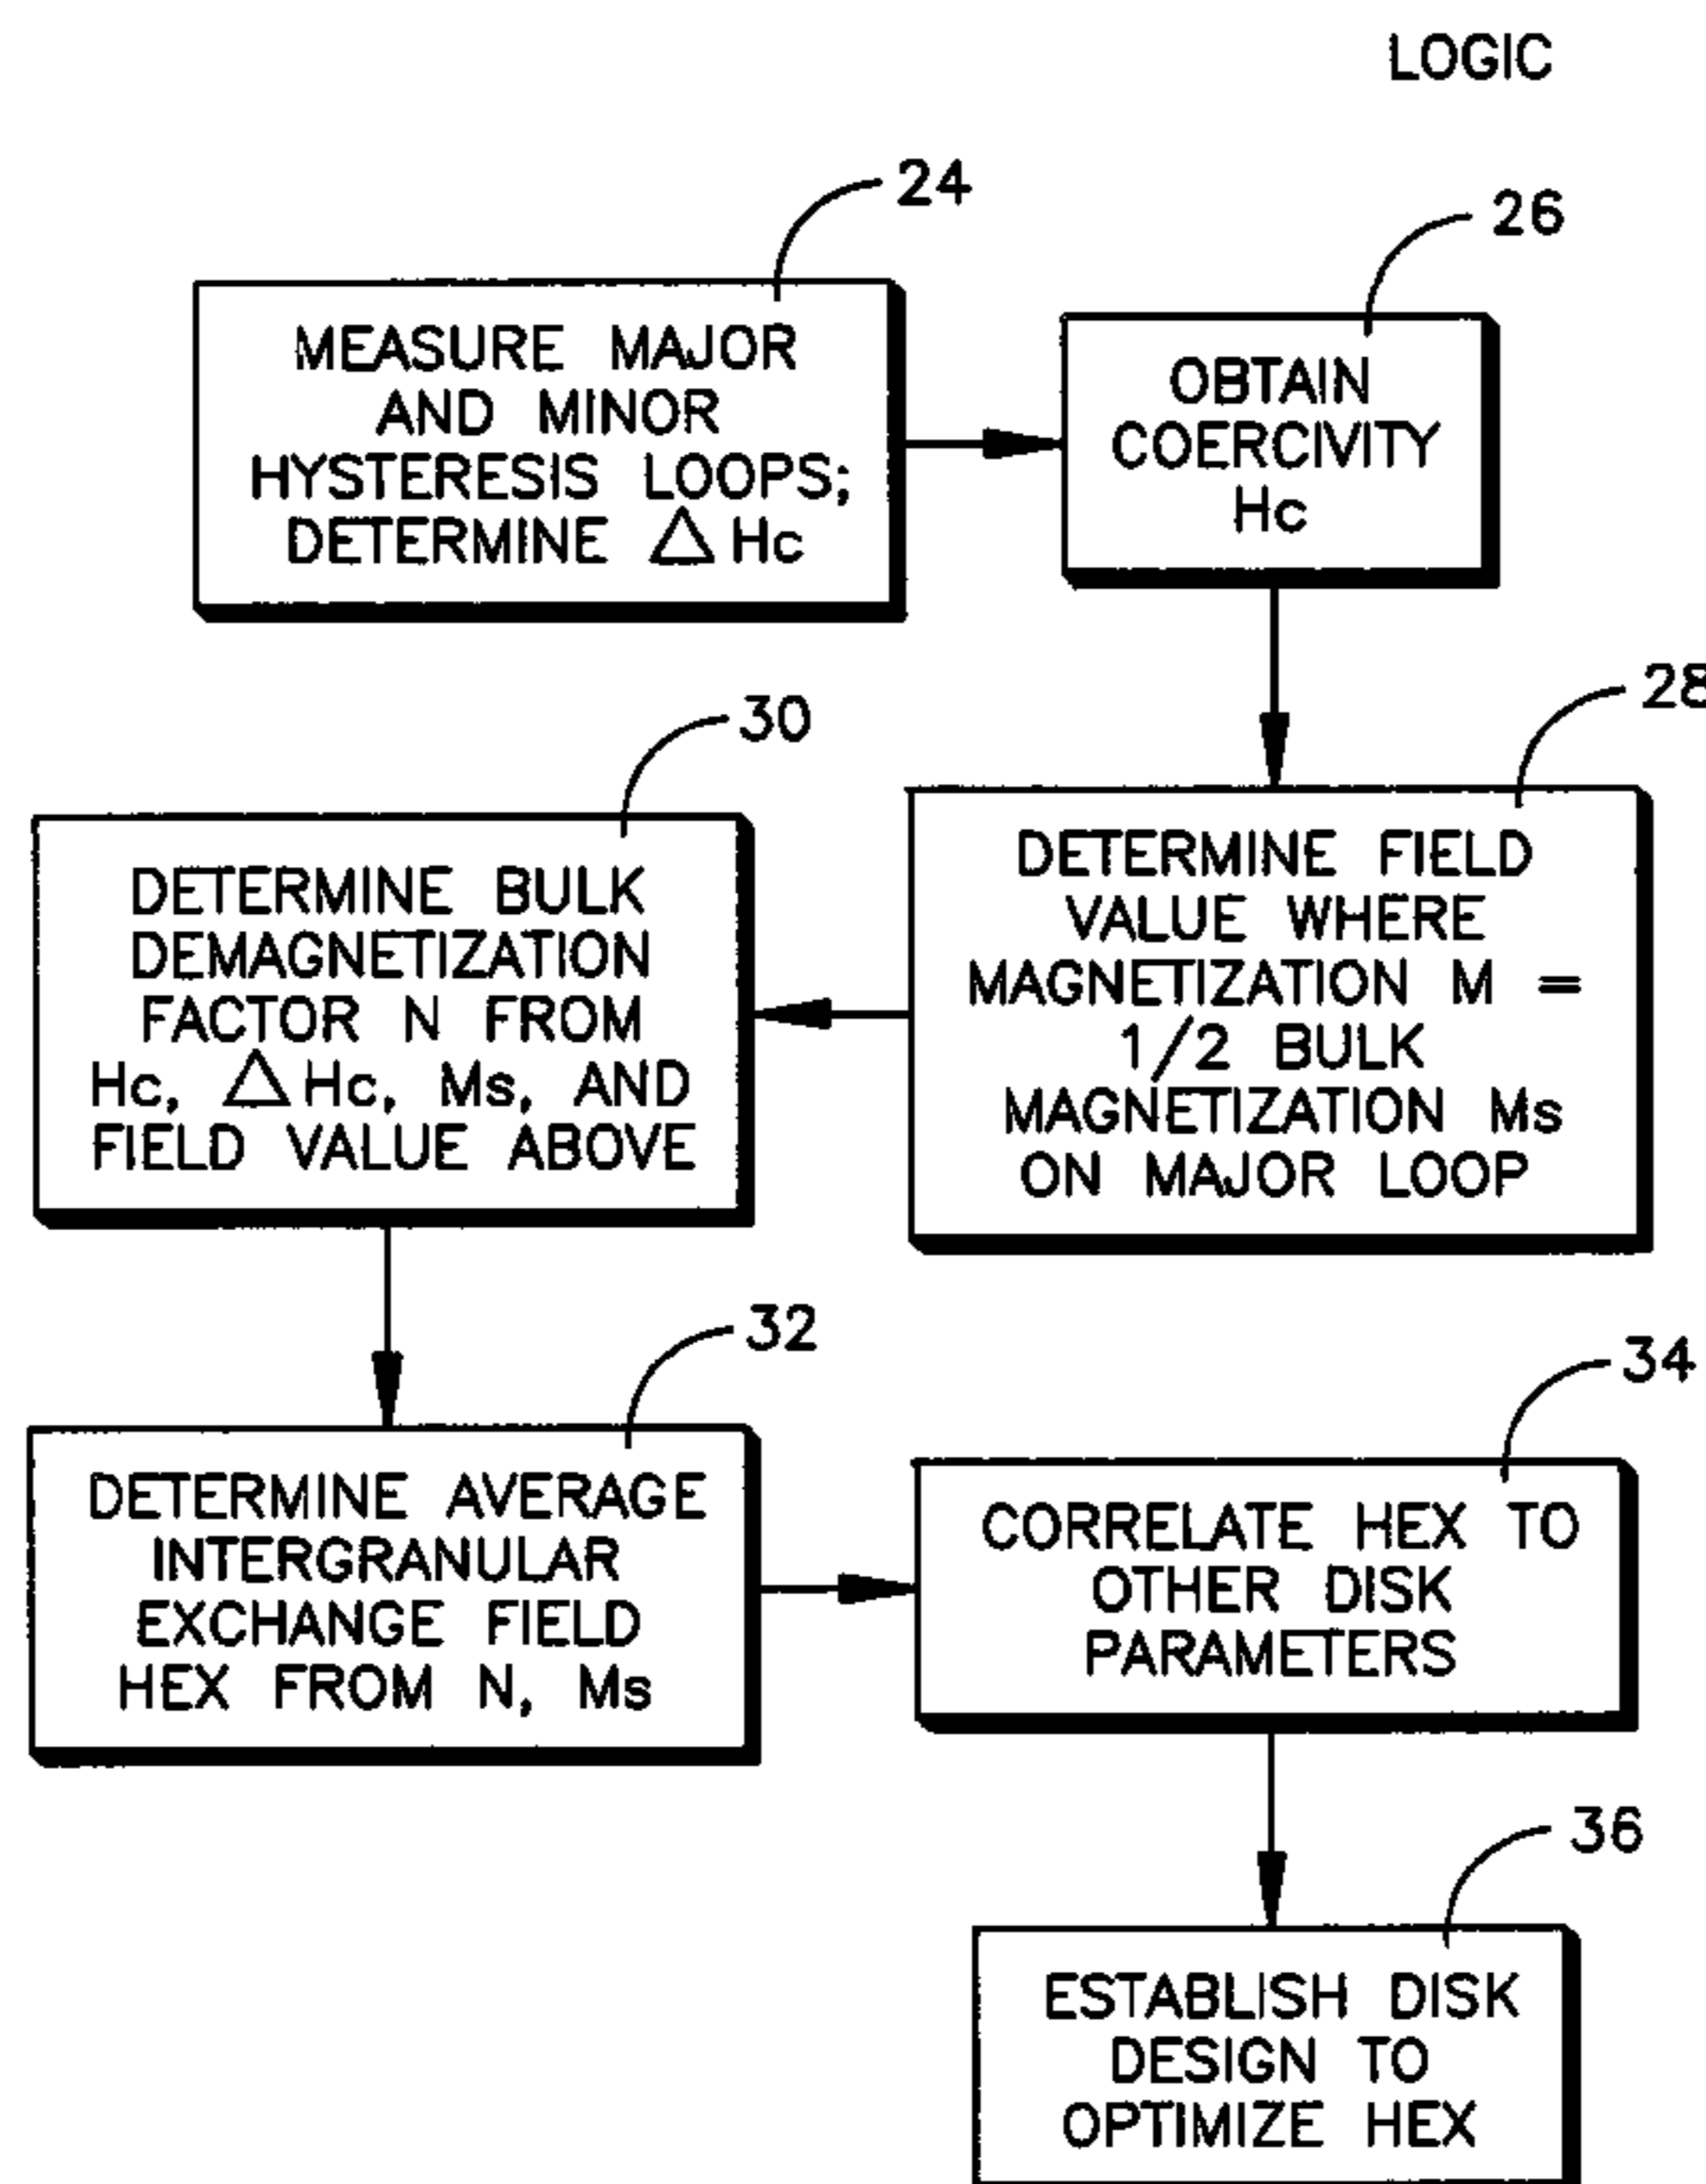 LOGIC
24
MEASURE MAJOR
AND MINOR
HYSTERESIS LOOPS;
DETERMINE △Hc
26
OBTAIN
COERCIVITY
Hc
28
DETERMINE FIELD
VALUE WHERE
MAGNETIZATION M =
1/2 BULK
MAGNETIZATION Ms
ON MAJOR LOOP
30
DETERMINE BULK
DEMAGNETIZATION
FACTOR N FROM
Hc, △Hc, Ms, AND
FIELD VALUE ABOVE
32
DETERMINE AVERAGE
INTERGRANULAR
EXCHANGE FIELD
HEX FROM N, Ms
34
CORRELATE HEX TO
OTHER DISK
PARAMETERS
36
ESTABLISH DISK
DESIGN TO
OPTIMIZE HEX